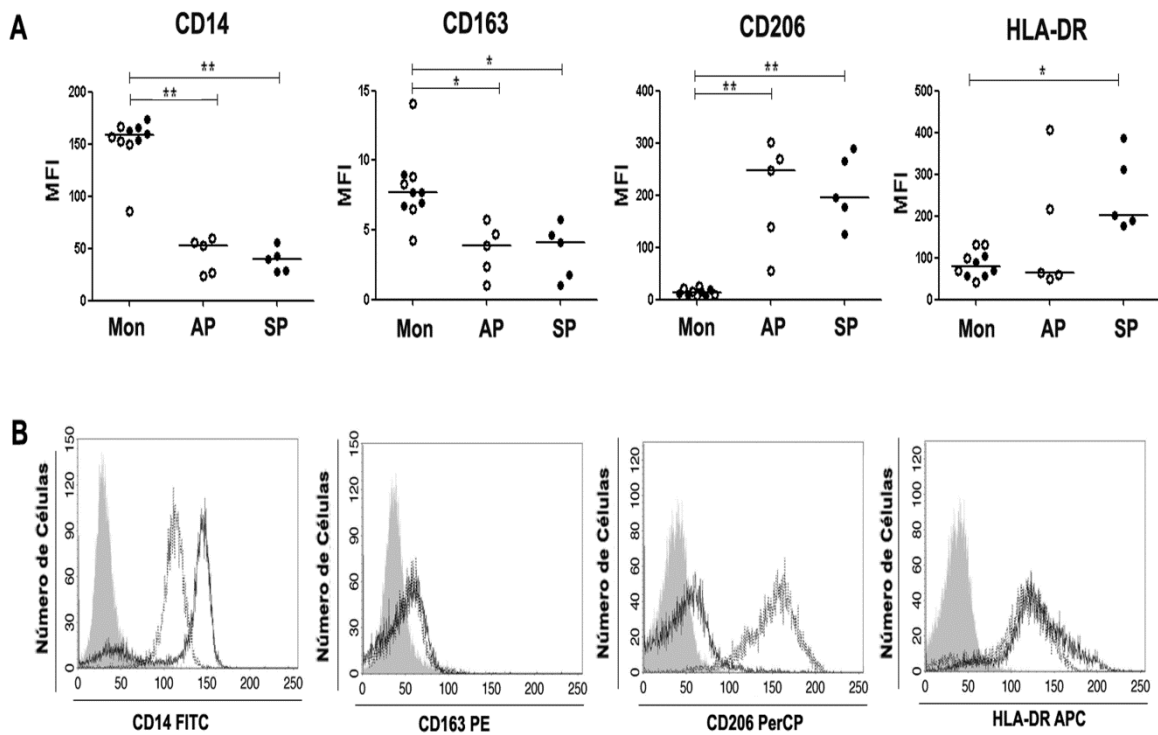 A
CD14
CD163
CD206
HLA-DR
**
**
MFI
200
150
100
50
0
Mon AP SP
*
*
MFI
15
10
5
0
Mon AP SP
**
**
MFI
400
300
200
100
0
Mon AP SP
*
MFI
500
400
300
200
100
0
Mon AP SP
B
Número de Células
150
120
90
60
30
0
0 50 100 150 200 250
CD14 FITC
Número de Células
150
120
90
60
30
0
0 50 100 150 200 250
CD163 PE
Número de Células
120
100
80
60
40
20
0
0 50 100 150 200 250
CD206 PerCP
Número de Células
120
100
80
60
40
20
0
0 50 100 150 200 250
HLA-DR APC